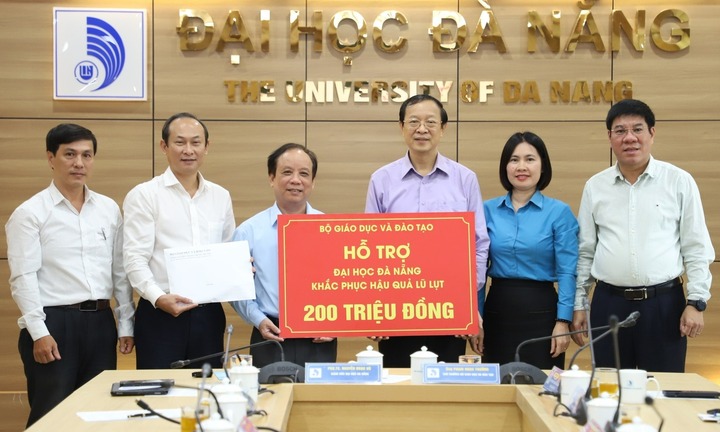 ĐẠI HỌC ĐÀ NẴNG
THE UNIVERSITY OF DA NANG
BỘ GIÁO DỤC VÀ ĐÀO TẠO
HỖ TRỢ
ĐẠI HỌC ĐÀ NẴNG
KHẮC PHỤC HẬU QUẢ LŨ LỤT
200 TRIỆU ĐỒNG